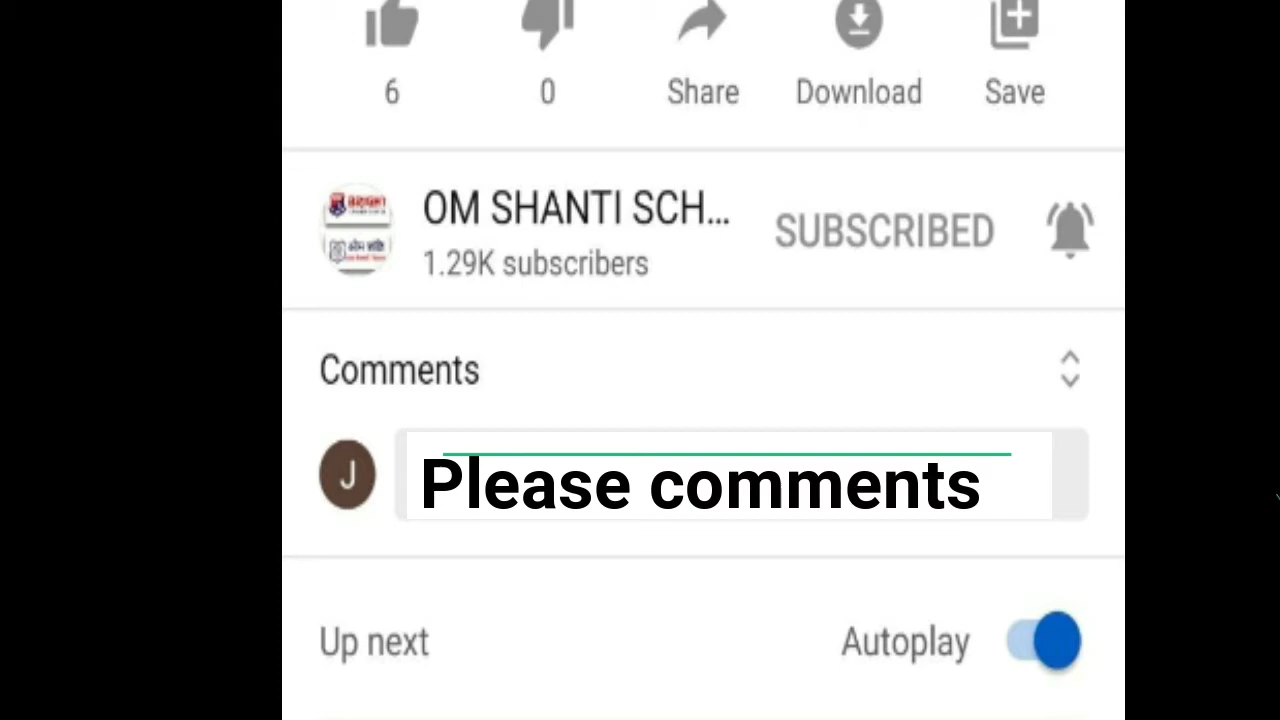 6
0
Share
Download
Save
OM SHANTI SCH...
SUBSCRIBED
1.29K subscribers
Comments
J
Please comments
Up next
Autoplay